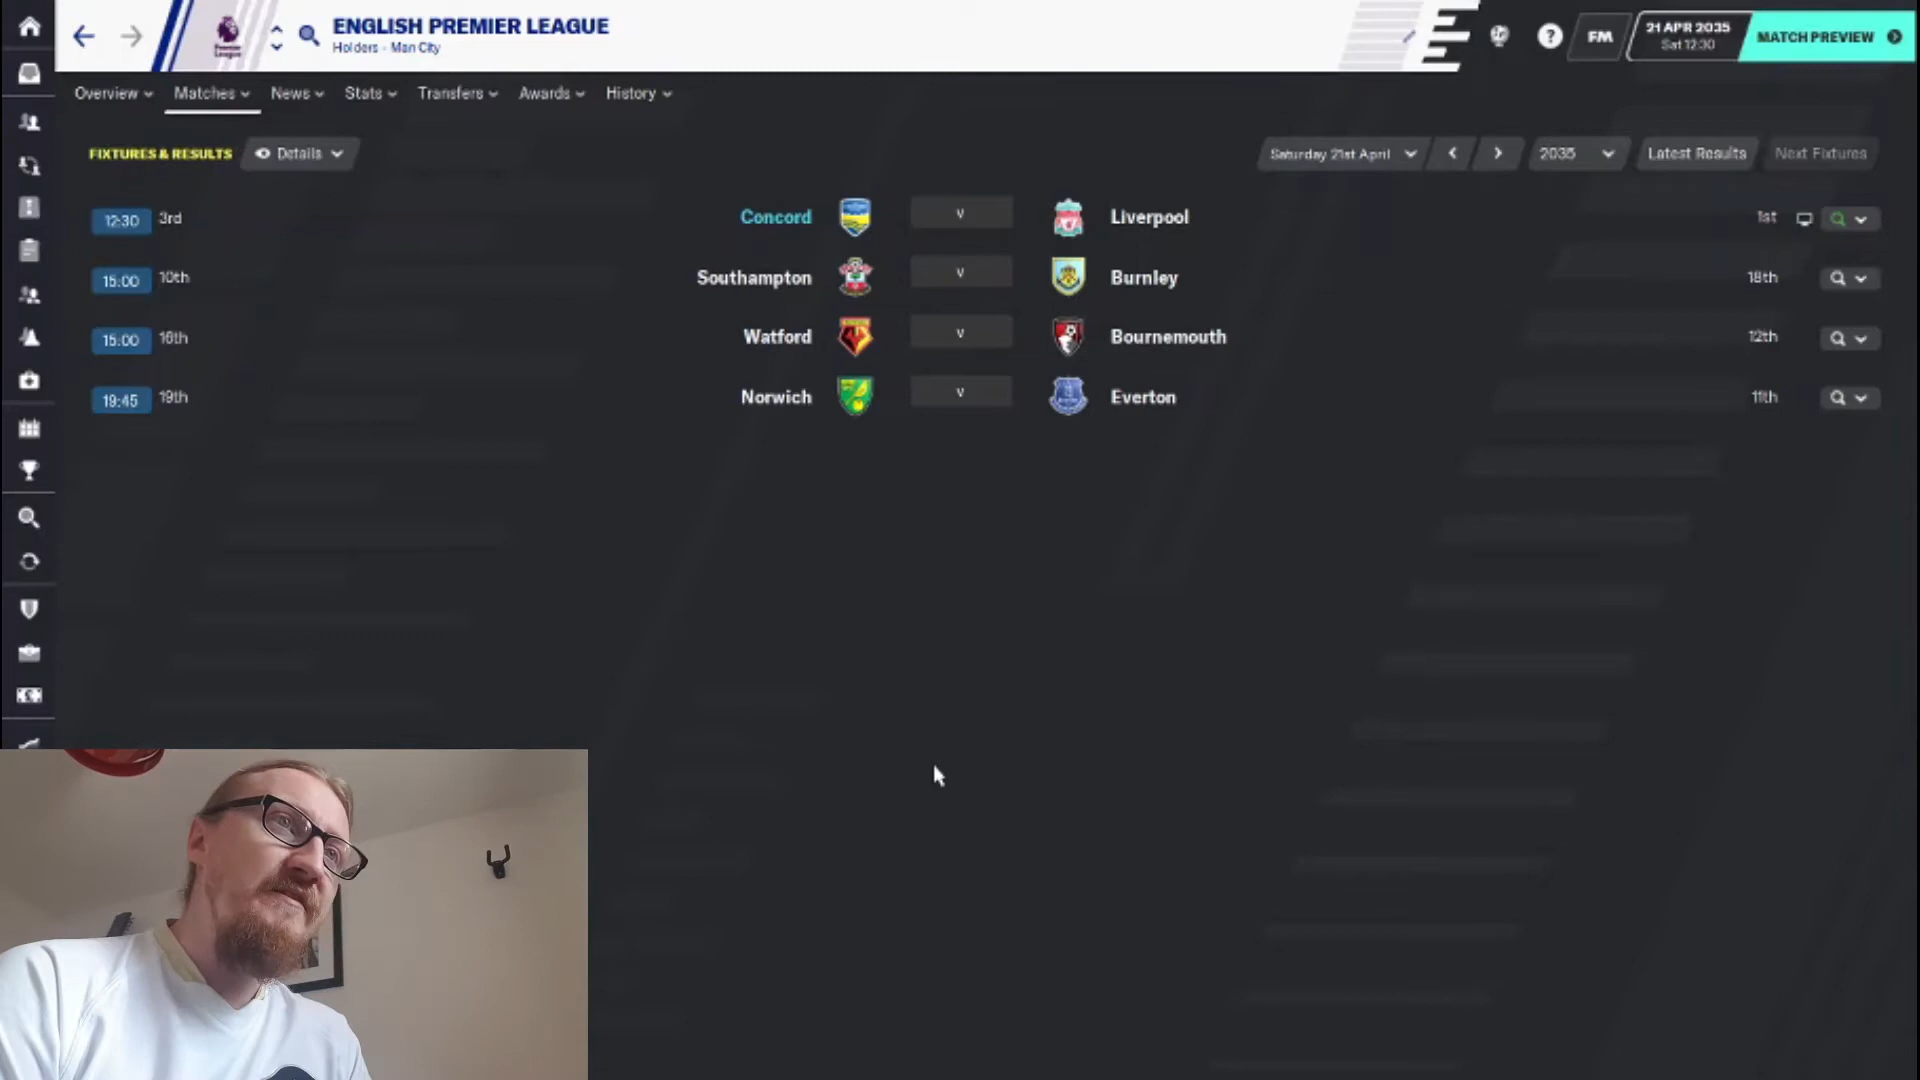 ENGLISH PREMIER LEAGUE
Holders - Man City
Premier League
FM
21 APR 2035
Sat 12:30
MATCH PREVIEW
Overview Matches News Stats Transfers Awards History
FIXTURES & RESULTS Details Saturday 21st April 2035 Latest Results Next Fixtures
12:30 3rd Concord v Liverpool 1st
15:00 10th Southampton v Burnley 18th
15:00 16th Watford v Bournemouth 12th
19:45 19th Norwich v Everton 11th